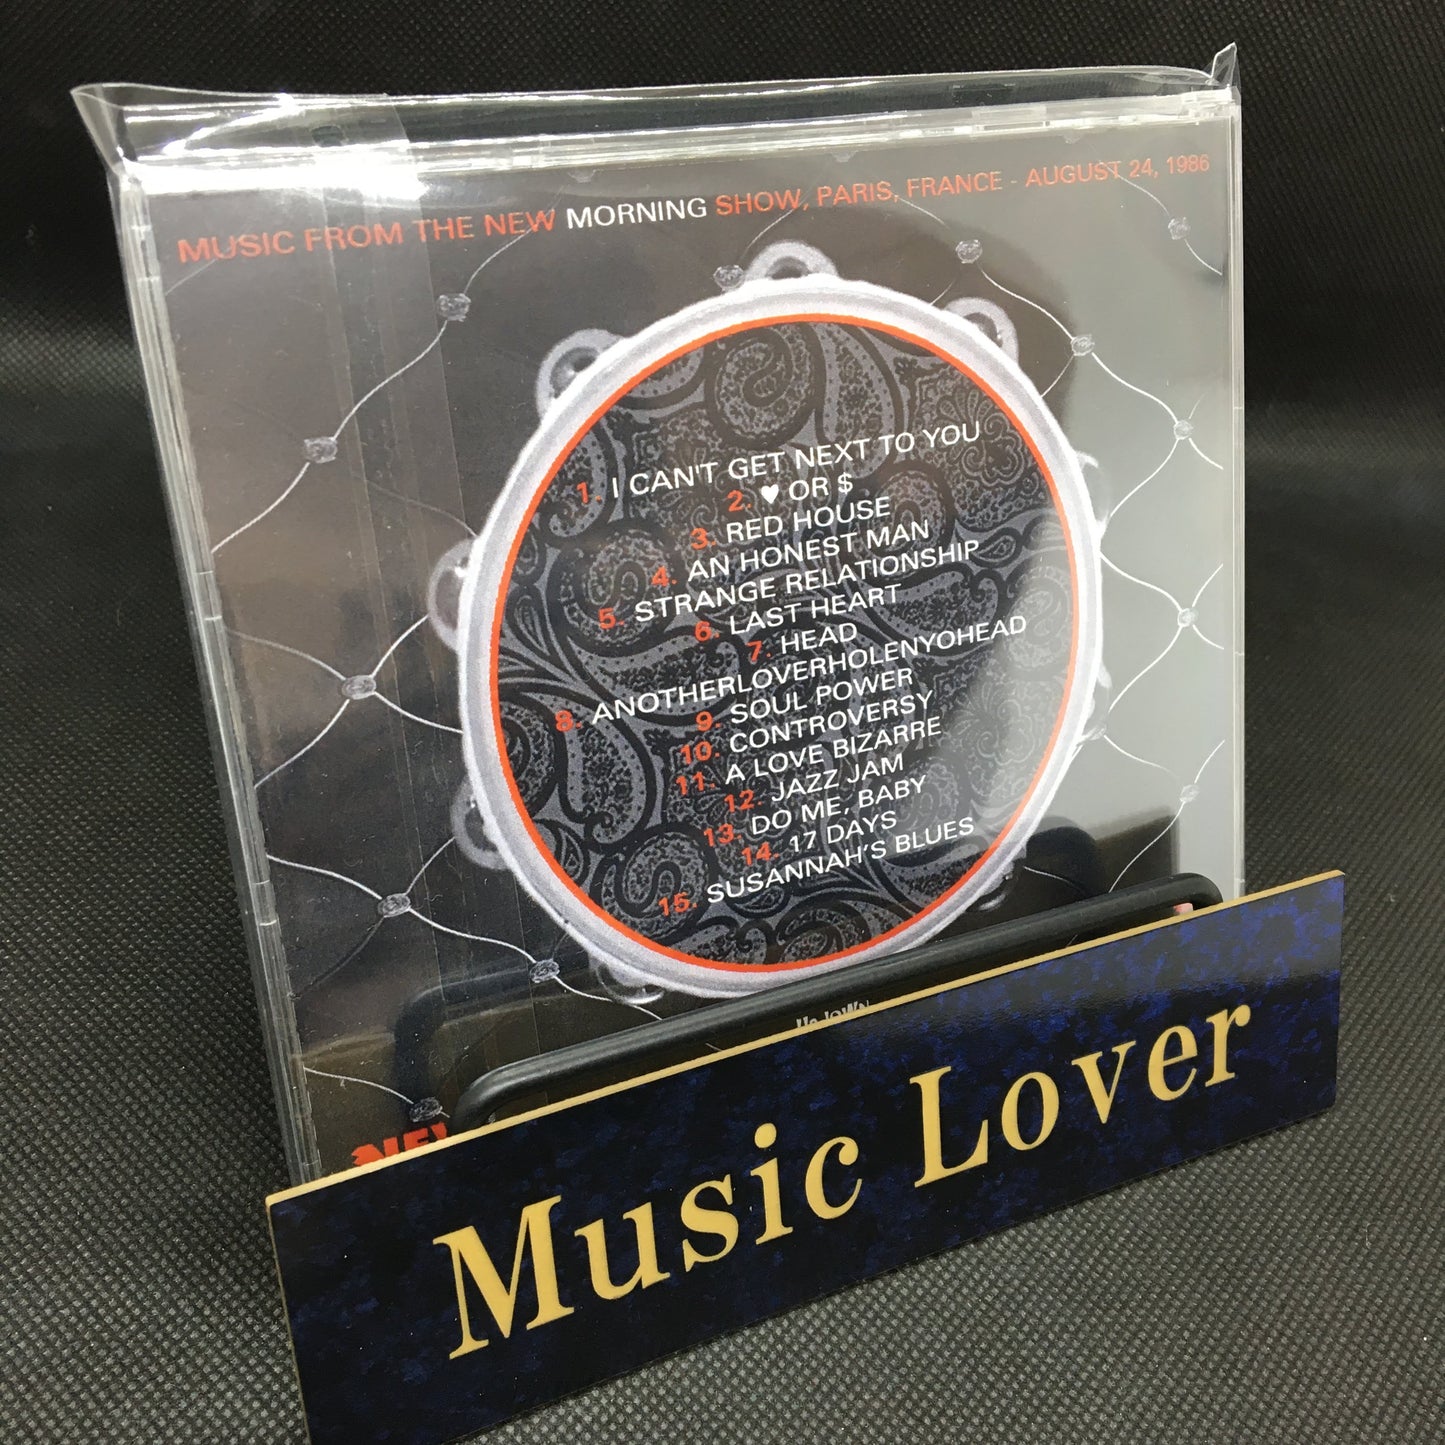 MUSIC FROM THE NEW MORNING SHOW, PARIS, FRANCE - AUGUST 24, 1986
1. I CAN'T GET NEXT TO YOU
2. ♥ OR $
3. RED HOUSE
4. AN HONEST MAN
5. STRANGE RELATIONSHIP
6. LAST HEART
7. HEAD
8. ANOTHERLOVERHOLENYOHEAD
9. SOUL POWER
10. CONTROVERSY
11. A LOVE BIZARRE
12. JAZZ JAM
13. DO ME, BABY
14. 17 DAYS
15. SUSANNAH'S BLUES
Music Lover